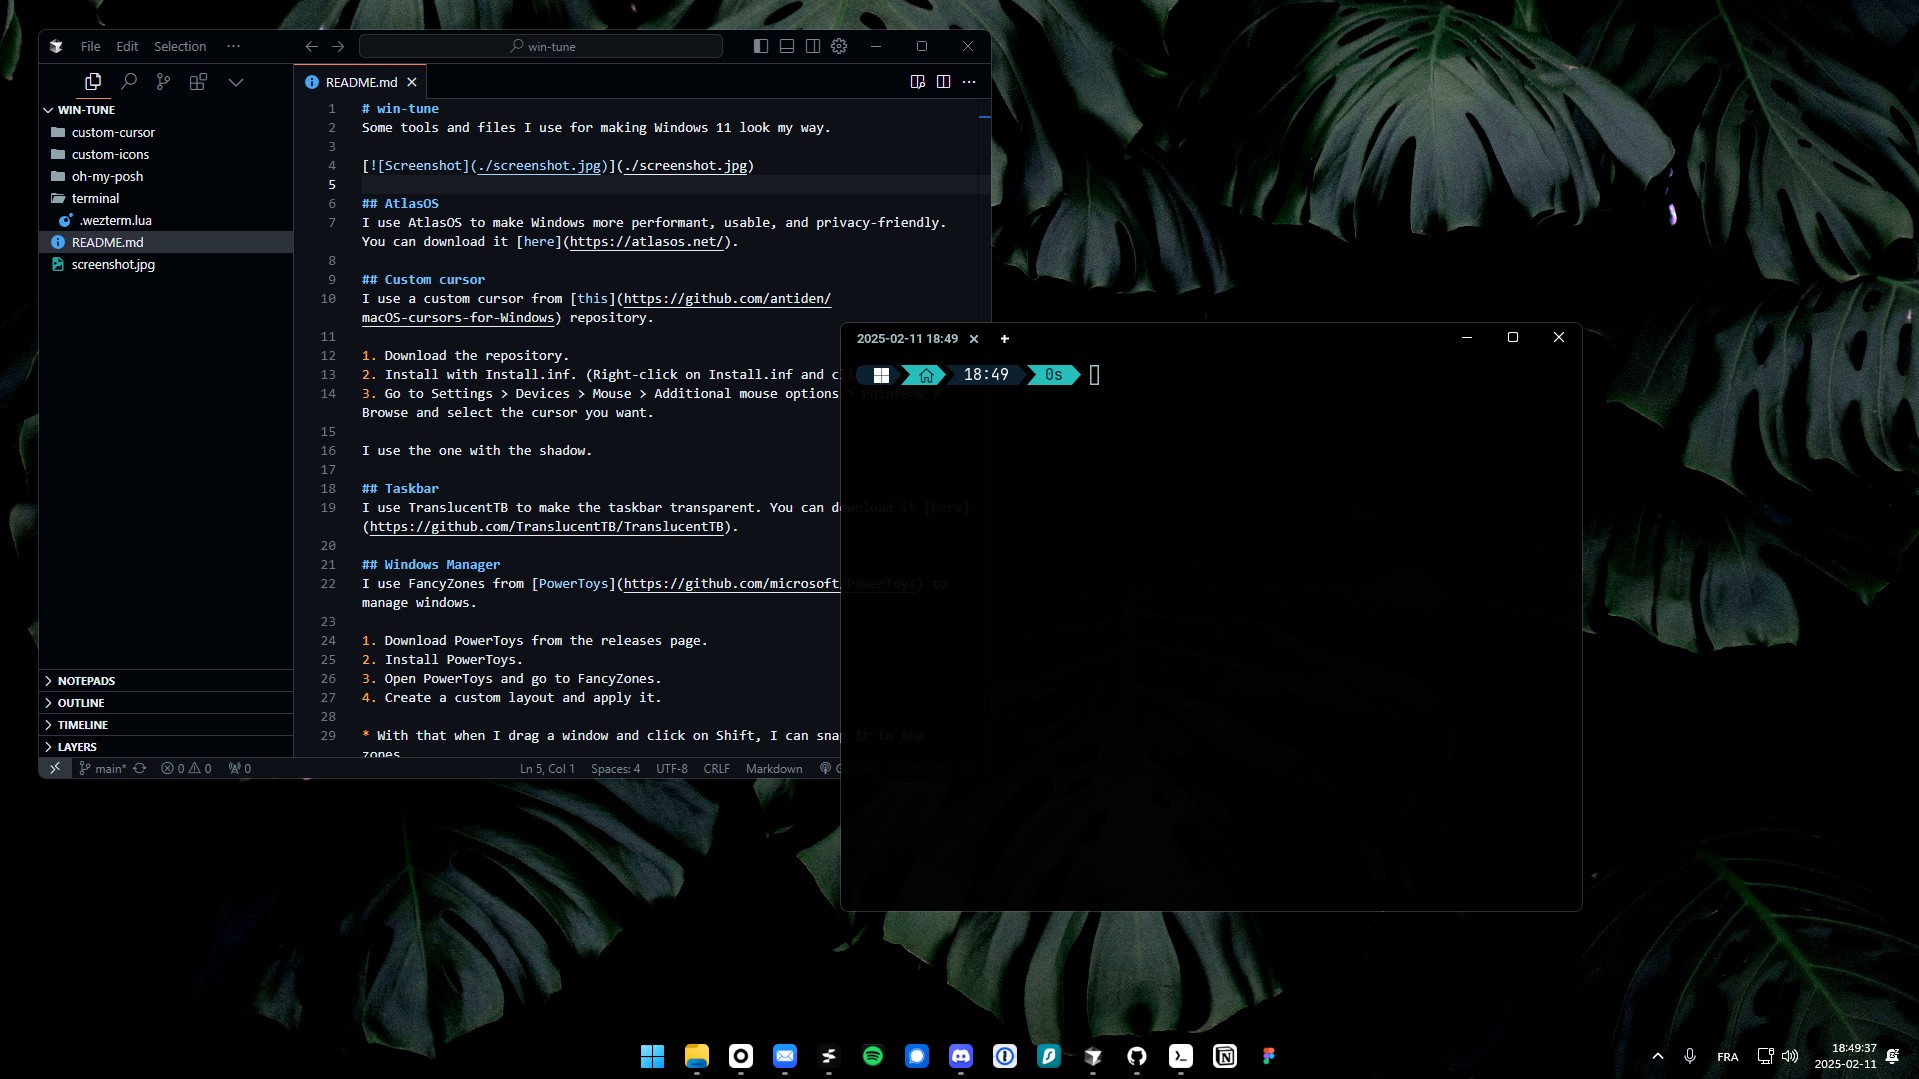 File Edit Selection ···
win-tune
README.md
WIN-TUNE
custom-cursor
custom-icons
oh-my-posh
terminal
.wezterm.lua
README.md
screenshot.jpg
NOTEPADS
OUTLINE
TIMELINE
LAYERS
1 # win-tune
2 Some tools and files I use for making Windows 11 look my way.
3
4 [![Screenshot](./screenshot.jpg)](./screenshot.jpg)
5
6 ## AtlasOS
7 I use AtlasOS to make Windows more performant, usable, and privacy-friendly.
You can download it [here](https://atlasos.net/).
8
9 ## Custom cursor
10 I use a custom cursor from [this](https://github.com/antiden/
macOS-cursors-for-Windows) repository.
11
12 1. Download the repository.
13 2. Install with Install.inf. (Right-click on Install.inf and cl
14 3. Go to Settings > Devices > Mouse > Additional mouse options > Pointers >
Browse and select the cursor you want.
15
16 I use the one with the shadow.
17
18 ## Taskbar
19 I use TranslucentTB to make the taskbar transparent. You can download it [here]
(https://github.com/TranslucentTB/TranslucentTB).
20
21 ## Windows Manager
22 I use FancyZones from [PowerToys](https://github.com/microsoft/PowerToys) to
manage windows.
23
24 1. Download PowerToys from the releases page.
25 2. Install PowerToys.
26 3. Open PowerToys and go to FancyZones.
27 4. Create a custom layout and apply it.
28
29 * With that when I drag a window and click on Shift, I can snap it to the
zones
main* 0 0 0
Ln 5, Col 1 Spaces: 4 UTF-8 CRLF Markdown
2025-02-11 18:49
18:49 0s
FRA
18:49:37
2025-02-11